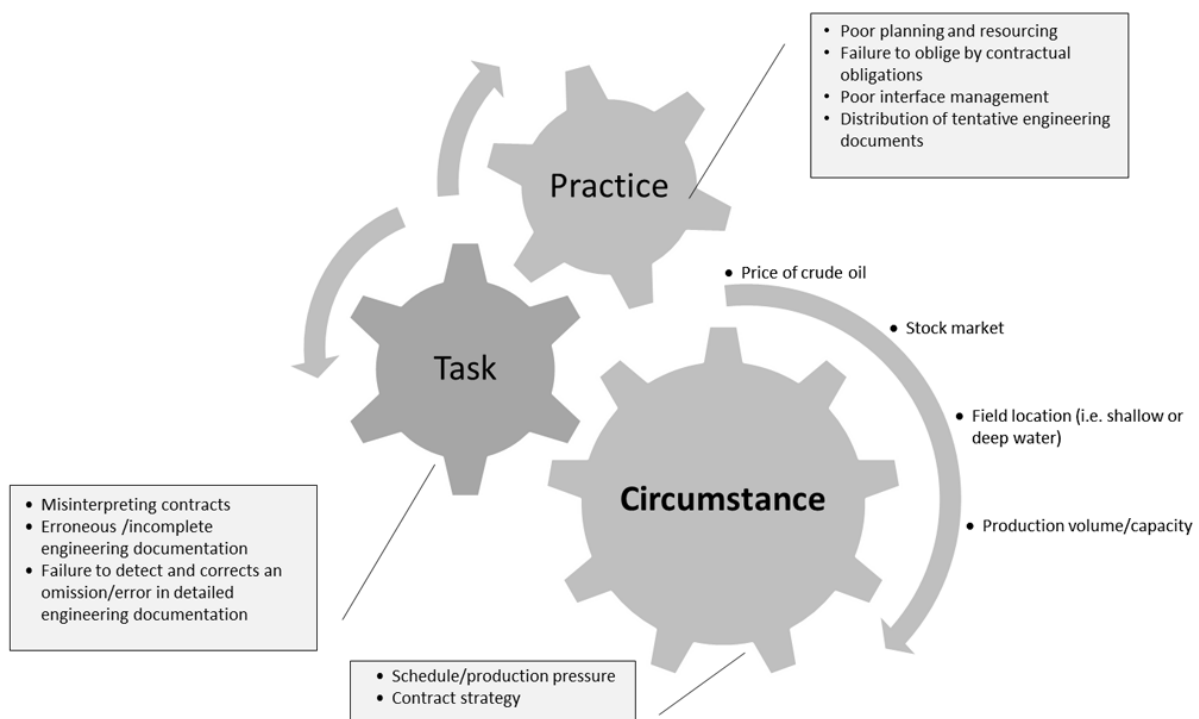 • Poor planning and resourcing
• Failure to oblige by contractual
obligations
• Poor interface management
• Distribution of tentative engineering
documents
Practice
• Price of crude oil
• Stock market
Task
• Field location (i.e. shallow or
deep water)
Circumstance
• Production volume/capacity
• Misinterpreting contracts
• Erroneous /incomplete
engineering documentation
• Failure to detect and corrects an
omission/error in detailed
engineering documentation
• Schedule/production pressure
• Contract strategy